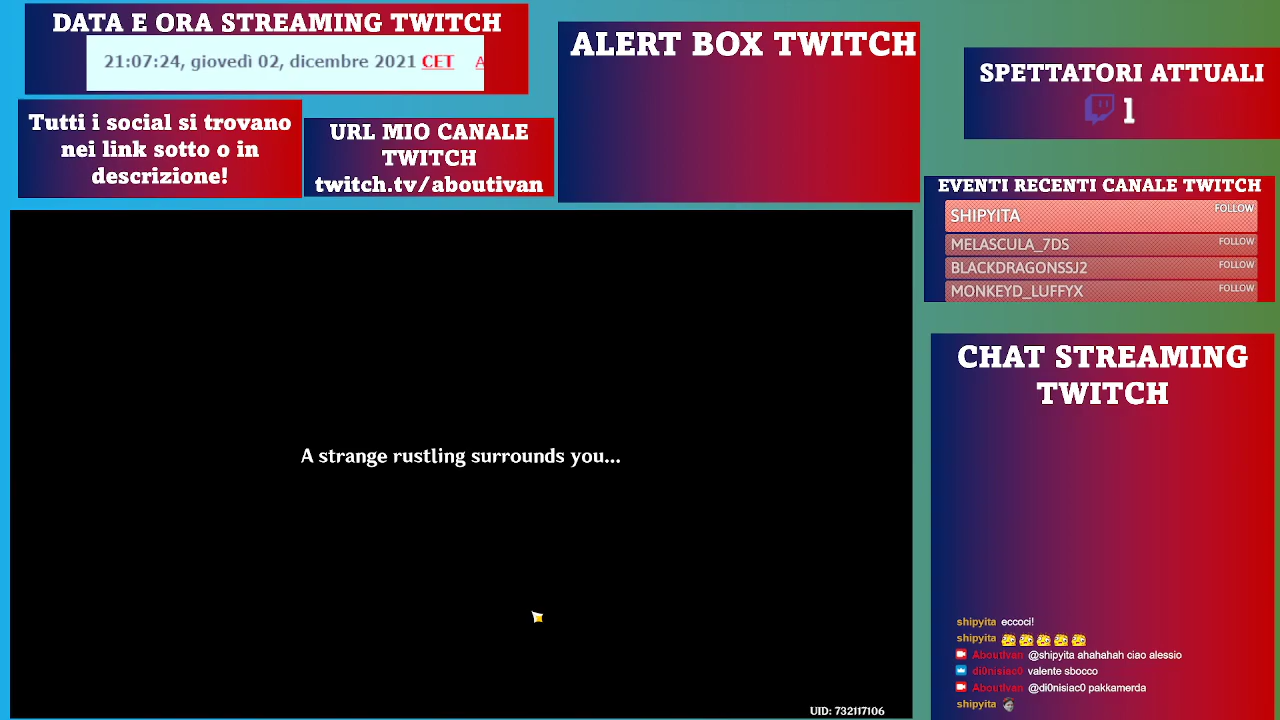 DATA E ORA STREAMING TWITCH
21:07:24, giovedì 02, dicembre 2021 CET
Tutti i social si trovano
nei link sotto o in
descrizione!
URL MIO CANALE
TWITCH
twitch.tv/aboutivan
ALERT BOX TWITCH
SPETTATORI ATTUALI
1
EVENTI RECENTI CANALE TWITCH
SHIPYITA FOLLOW
MELASCULA_7DS FOLLOW
BLACKDRAGONSSJ2 FOLLOW
MONKEYD_LUFFYX FOLLOW
A strange rustling surrounds you...
UID: 732117106
CHAT STREAMING
TWITCH
shipyita eccoci!
shipyita
AboutIvan @shipyita ahahahah ciao alessio
di0nisiac0 valente sbocco
AboutIvan @di0nisiac0 pakkamerda
shipyita